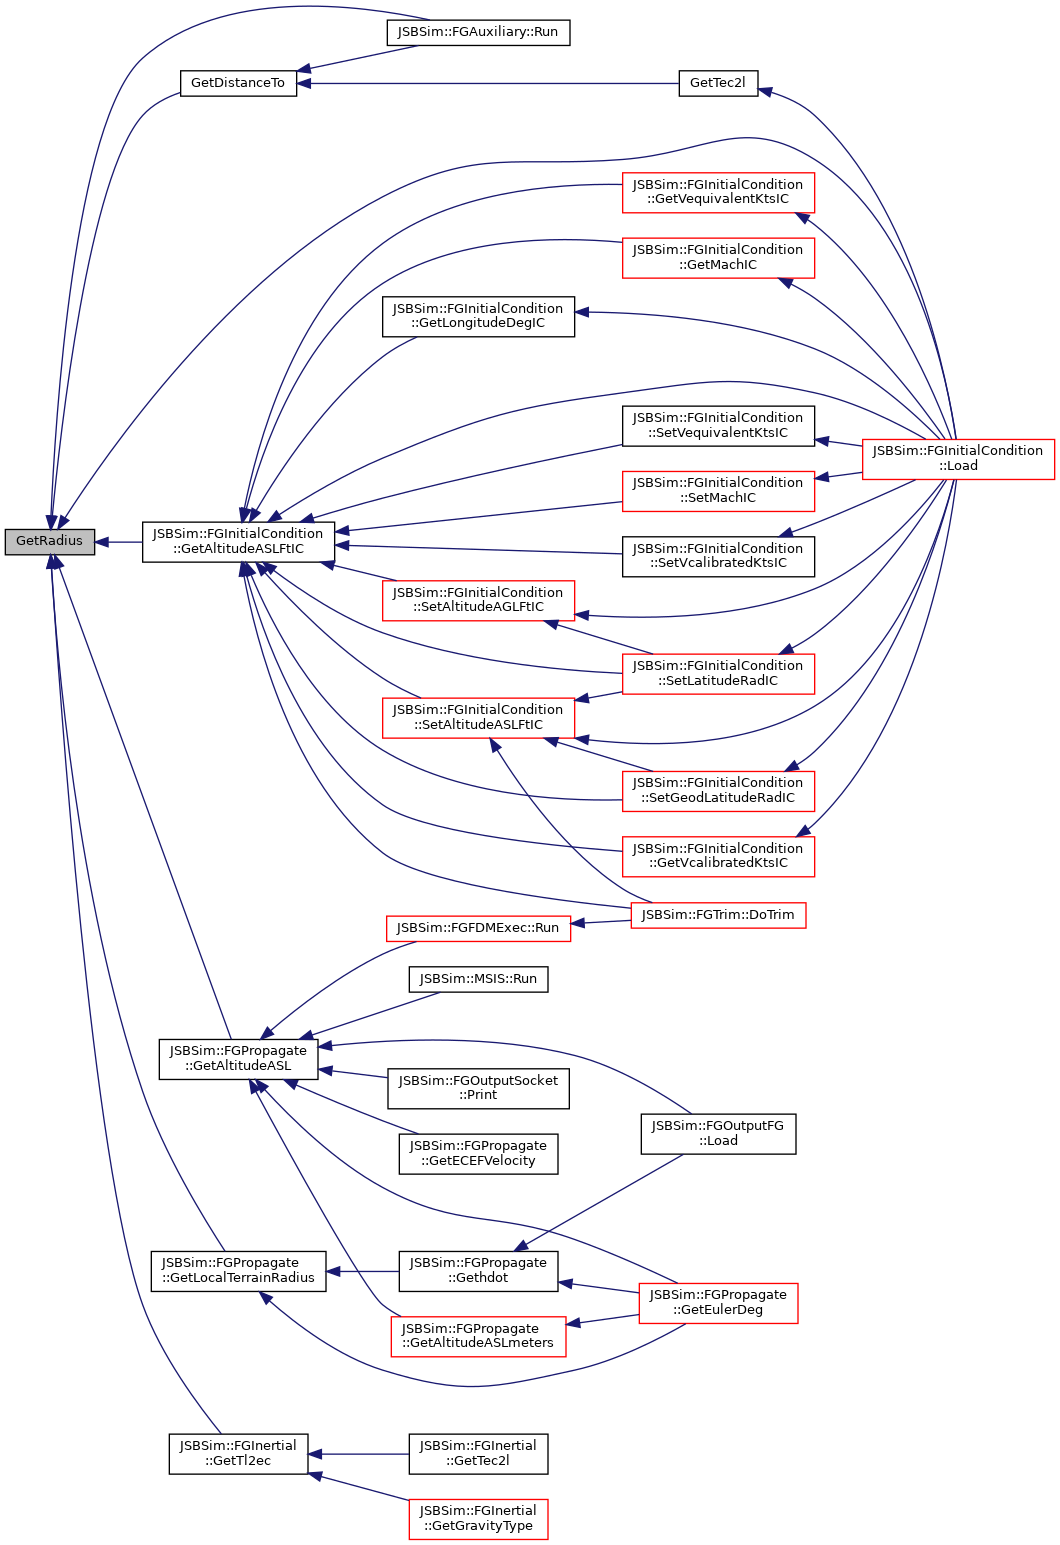 JSBSim::FGAuxiliary::Run
GetDistanceTo
GetTec2l
JSBSim::FGInitialCondition
::GetVequivalentKtsIC
JSBSim::FGInitialCondition
::GetMachIC
JSBSim::FGInitialCondition
::GetLongitudeDegIC
JSBSim::FGInitialCondition
::SetVequivalentKtsIC
JSBSim::FGInitialCondition
::Load
JSBSim::FGInitialCondition
::SetMachIC
GetRadius
JSBSim::FGInitialCondition
::GetAltitudeASLFtIC
JSBSim::FGInitialCondition
::SetVcalibratedKtsIC
JSBSim::FGInitialCondition
::SetAltitudeAGLFtIC
JSBSim::FGInitialCondition
::SetLatitudeRadIC
JSBSim::FGInitialCondition
::SetAltitudeASLFtIC
JSBSim::FGInitialCondition
::SetGeodLatitudeRadIC
JSBSim::FGInitialCondition
::GetVcalibratedKtsIC
JSBSim::FGTrim::DoTrim
JSBSim::FGFDMExec::Run
JSBSim::MSIS::Run
JSBSim::FGPropagate
::GetAltitudeASL
JSBSim::FGOutputSocket
::Print
JSBSim::FGOutputFG
::Load
JSBSim::FGPropagate
::GetECEFVelocity
JSBSim::FGPropagate
::GetLocalTerrainRadius
JSBSim::FGPropagate
::Gethdot
JSBSim::FGPropagate
::GetEulerDeg
JSBSim::FGPropagate
::GetAltitudeASLmeters
JSBSim::FGInertial
::GetTl2ec
JSBSim::FGInertial
::GetTec2l
JSBSim::FGInertial
::GetGravityType